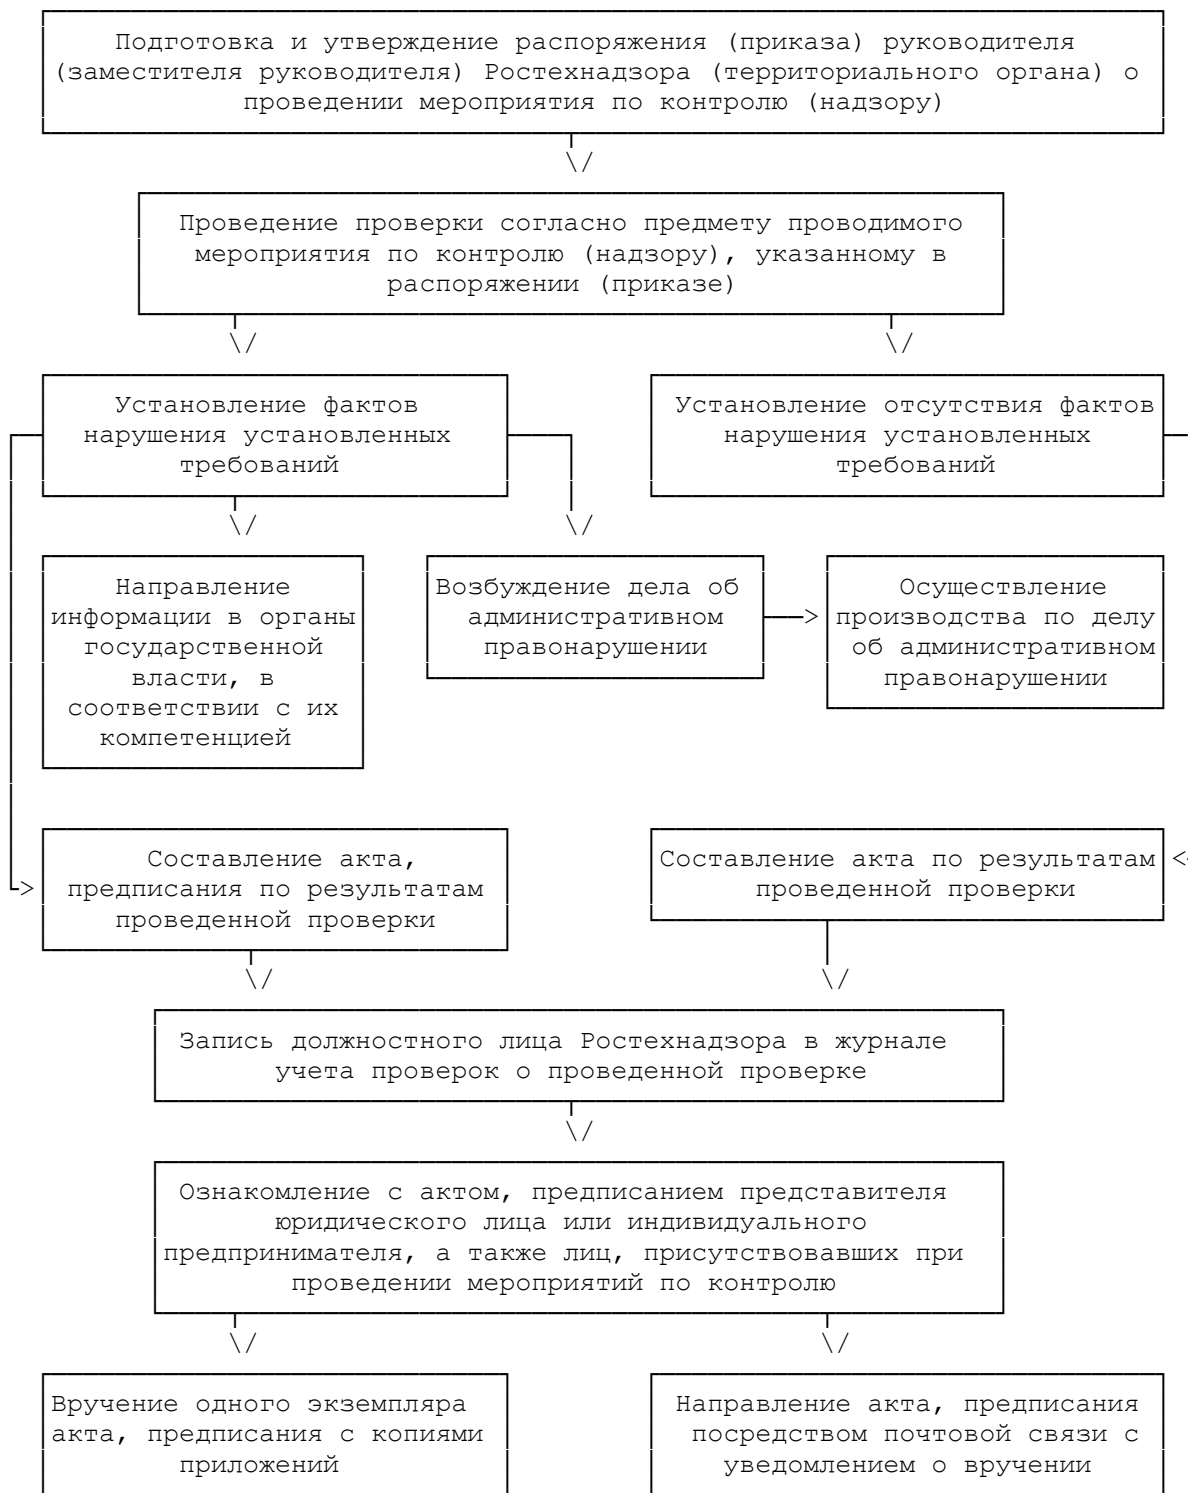 Подготовка и утверждение распоряжения (приказа) руководителя
(заместителя руководителя) Ростехнадзора (территориального органа) о
проведении мероприятия по контролю (надзору)
Проведение проверки согласно предмету проводимого
мероприятия по контролю (надзору), указанному в
распоряжении (приказе)
Установление фактов
нарушения установленных
требований
Установление отсутствия фактов
нарушения установленных
требований
Направление
информации в органы
государственной
власти, в
соответствии с их
компетенцией
Возбуждение дела об
административном
правонарушении
Осуществление
производства по делу
об административном
правонарушении
Составление акта,
предписания по результатам
проведенной проверки
Составление акта по результатам
проведенной проверки
Запись должностного лица Ростехнадзора в журнале
учета проверок о проведенной проверке
Ознакомление с актом, предписанием представителя
юридического лица или индивидуального
предпринимателя, а также лиц, присутствовавших при
проведении мероприятий по контролю
Вручение одного экземпляра
акта, предписания с копиями
приложений
Направление акта, предписания
посредством почтовой связи с
уведомлением о вручении